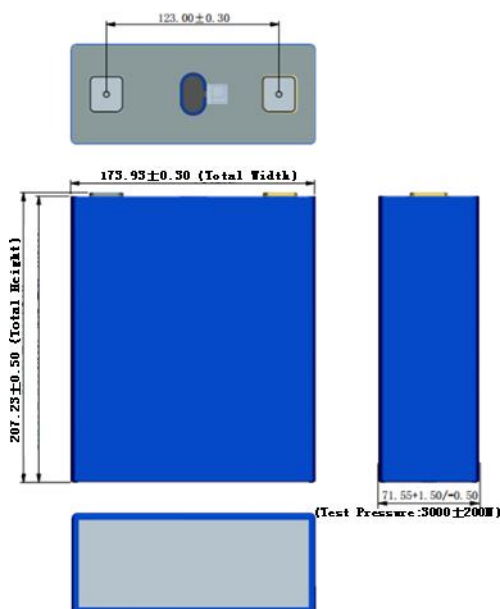 123.00±0.30
173.93±0.30 (Total Width)
207.23±0.50 (Total Height)
71.55+1.50/-0.50
(Test Pressure:3000±200N)